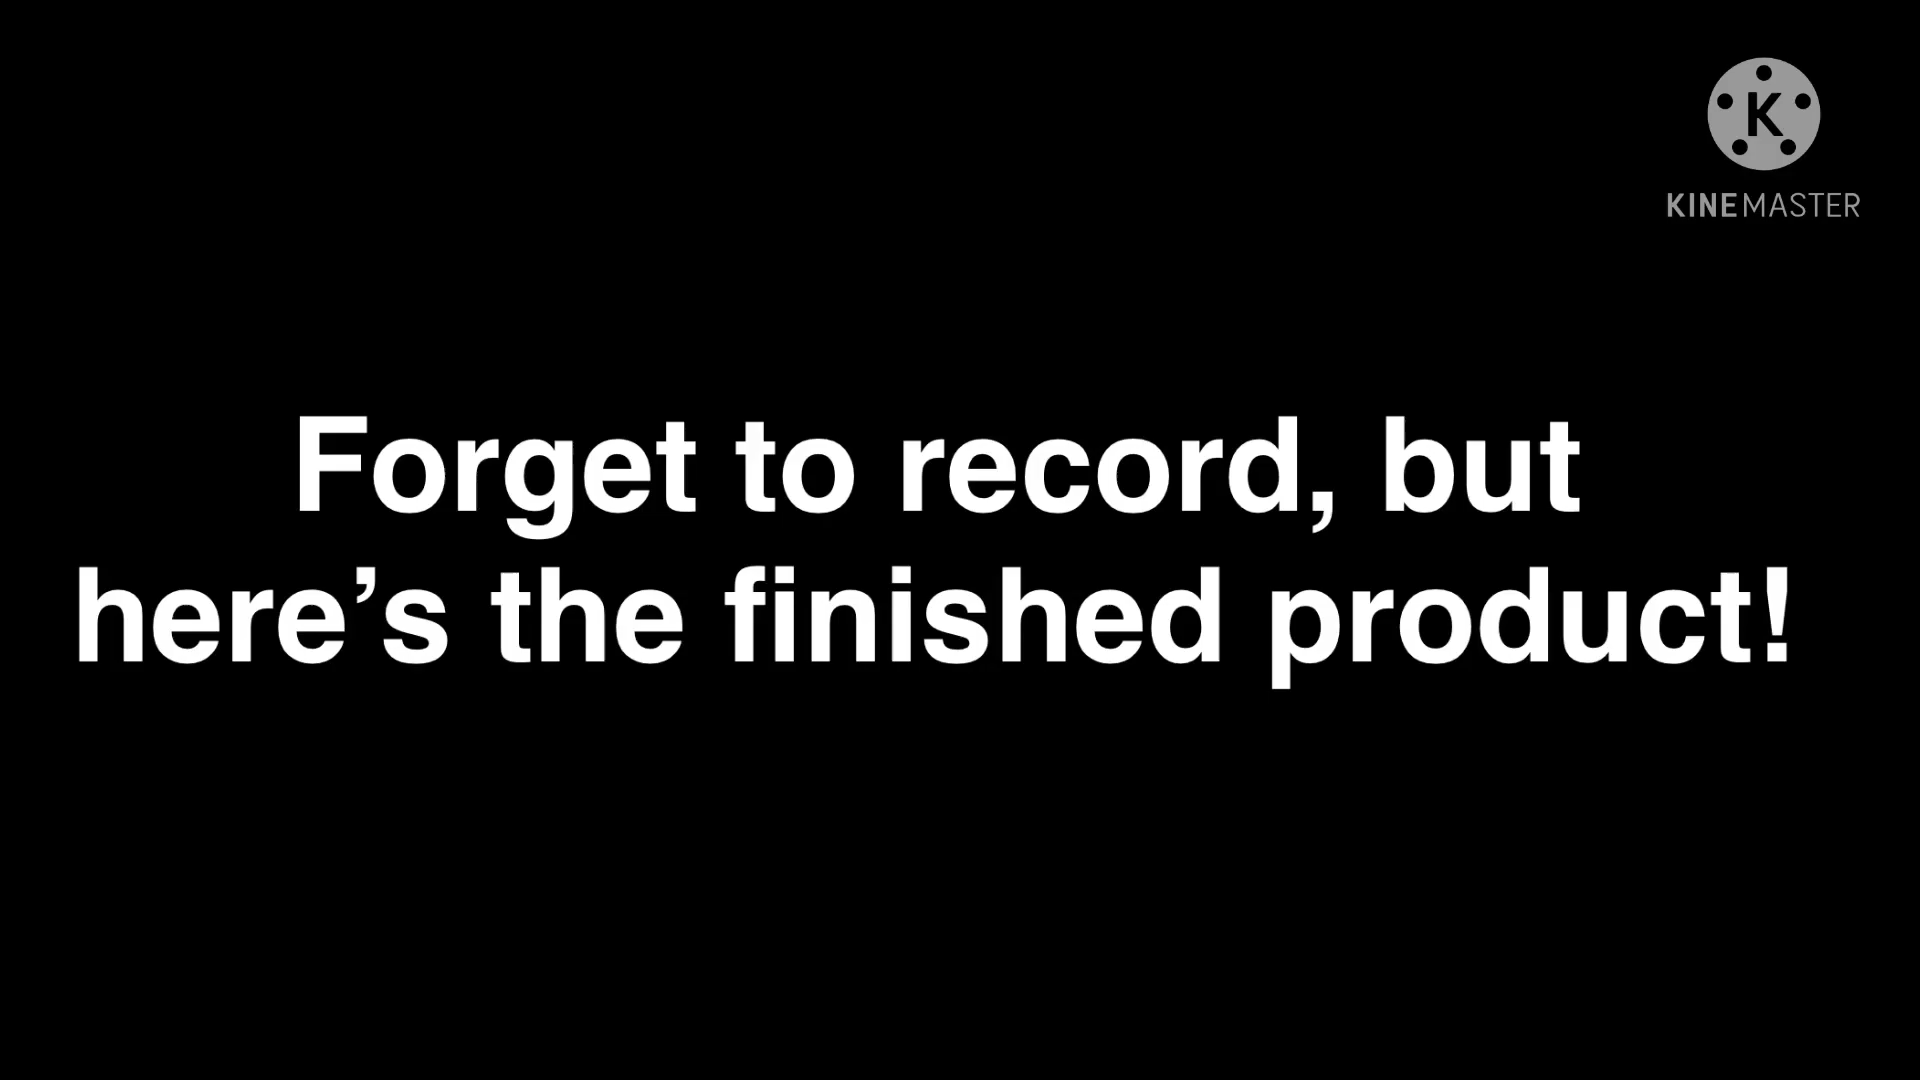 K
KINEMASTER
Forget to record, but
here’s the finished product!